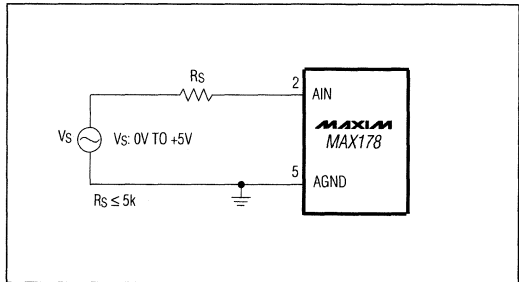 RS
2
AIN
MAXIM
MAX178
VS
VS: 0V TO +5V
5
AGND
RS ≤ 5k